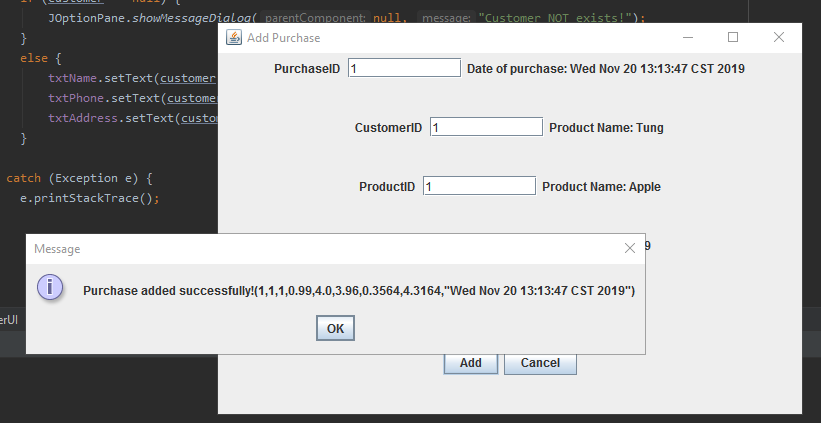 if (customer null) {
JOptionPane.showMessageDialog( parentComponent: null, message: "Customer NOT exists!");
}
else {
txtName.setText(customer
txtPhone.setText(custome
txtAddress.setText(custo
}
catch (Exception e) {
e.printStackTrace();
erUI
Add Purchase
PurchaseID 1 Date of purchase: Wed Nov 20 13:13:47 CST 2019
CustomerID 1 Product Name: Tung
ProductID 1 Product Name: Apple
9
Message
Purchase added successfully!(1,1,1,0.99,4.0,3.96,0.3564,4.3164,"Wed Nov 20 13:13:47 CST 2019")
OK
Add Cancel